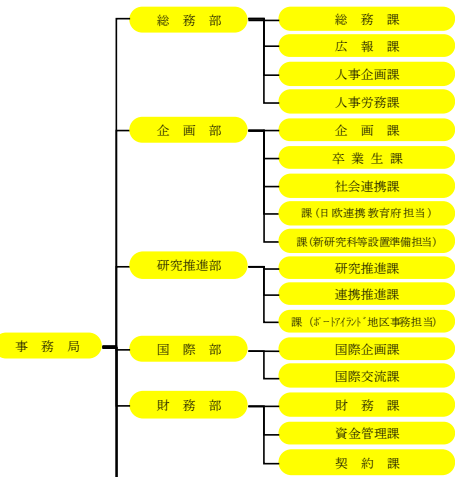 総務部
総務課
広報課
人事企画課
人事労務課
企画部
企画課
卒業生課
社会連携課
課(日欧連携教育府担当)
課(新研究科等設置準備担当)
研究推進部
研究推進課
連携推進課
課(ポートアイランド地区事務担当)
事務局
国際部
国際企画課
国際交流課
財務部
財務課
資金管理課
契約課